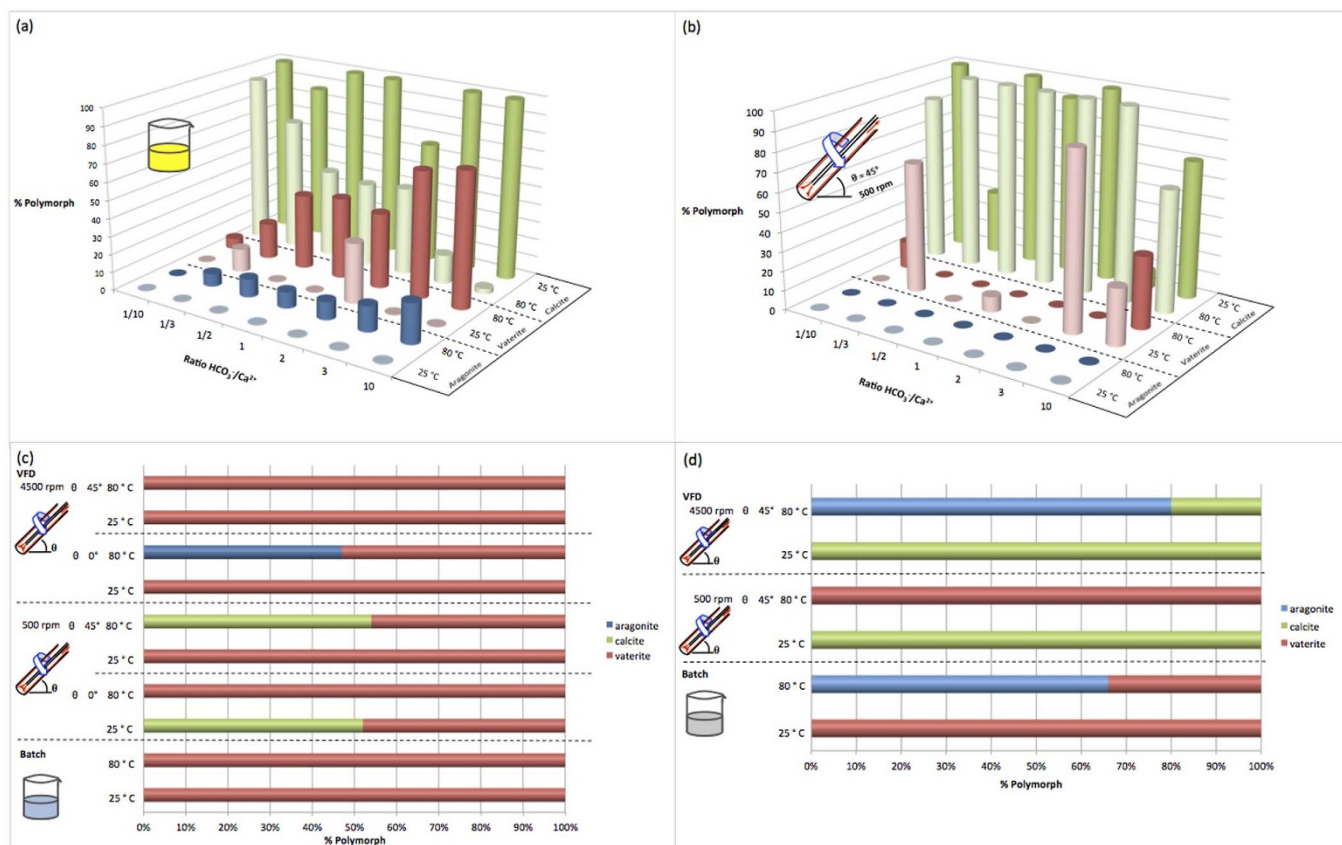 (a)
100
90
80
70
60
50
40
30
20
10
0
% Polymorph
1/10
1/3
1/2
1
2
3
10
Ratio HCO₃⁻/Ca²⁺
25 °C
80 °C
Calcite
80 °C
Vaterite
25 °C
80 °C
Aragonite
25 °C
(b)
100
90
80
70
60
50
40
30
20
10
0
% Polymorph
θ = 45°
500 rpm
1/10
1/3
1/2
1
2
3
10
Ratio HCO₃⁻/Ca²⁺
25 °C
80 °C
Calcite
80 °C
Vaterite
25 °C
80 °C
Aragonite
25 °C
(c)
VFD
4500 rpm θ 45° 80 ° C
25 ° C
θ
θ 0° 80 ° C
25 ° C
500 rpm θ 45° 80 ° C
25 ° C
θ
θ 0° 80 ° C
25 ° C
Batch
80 ° C
25 ° C
0% 10% 20% 30% 40% 50% 60% 70% 80% 90% 100%
% Polymorph
aragonite
calcite
vaterite
(d)
VFD
4500 rpm θ 45° 80 ° C
25 ° C
θ
500 rpm θ 45° 80 ° C
25 ° C
θ
Batch
80 ° C
25 ° C
0% 10% 20% 30% 40% 50% 60% 70% 80% 90% 100%
% Polymorph
aragonite
calcite
vaterite